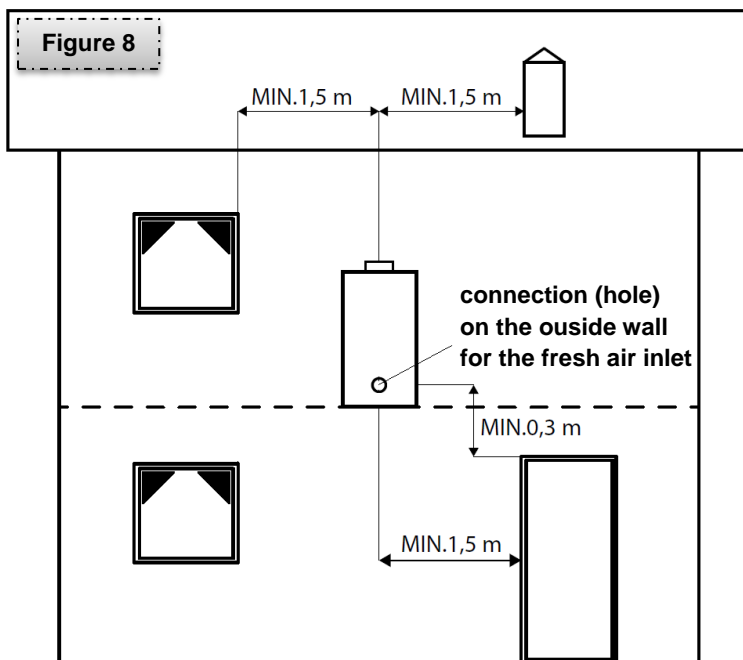 Figure 8
MIN.1,5 m
MIN.1,5 m
connection (hole)
on the ouside wall
for the fresh air inlet
MIN.0,3 m
MIN.1,5 m